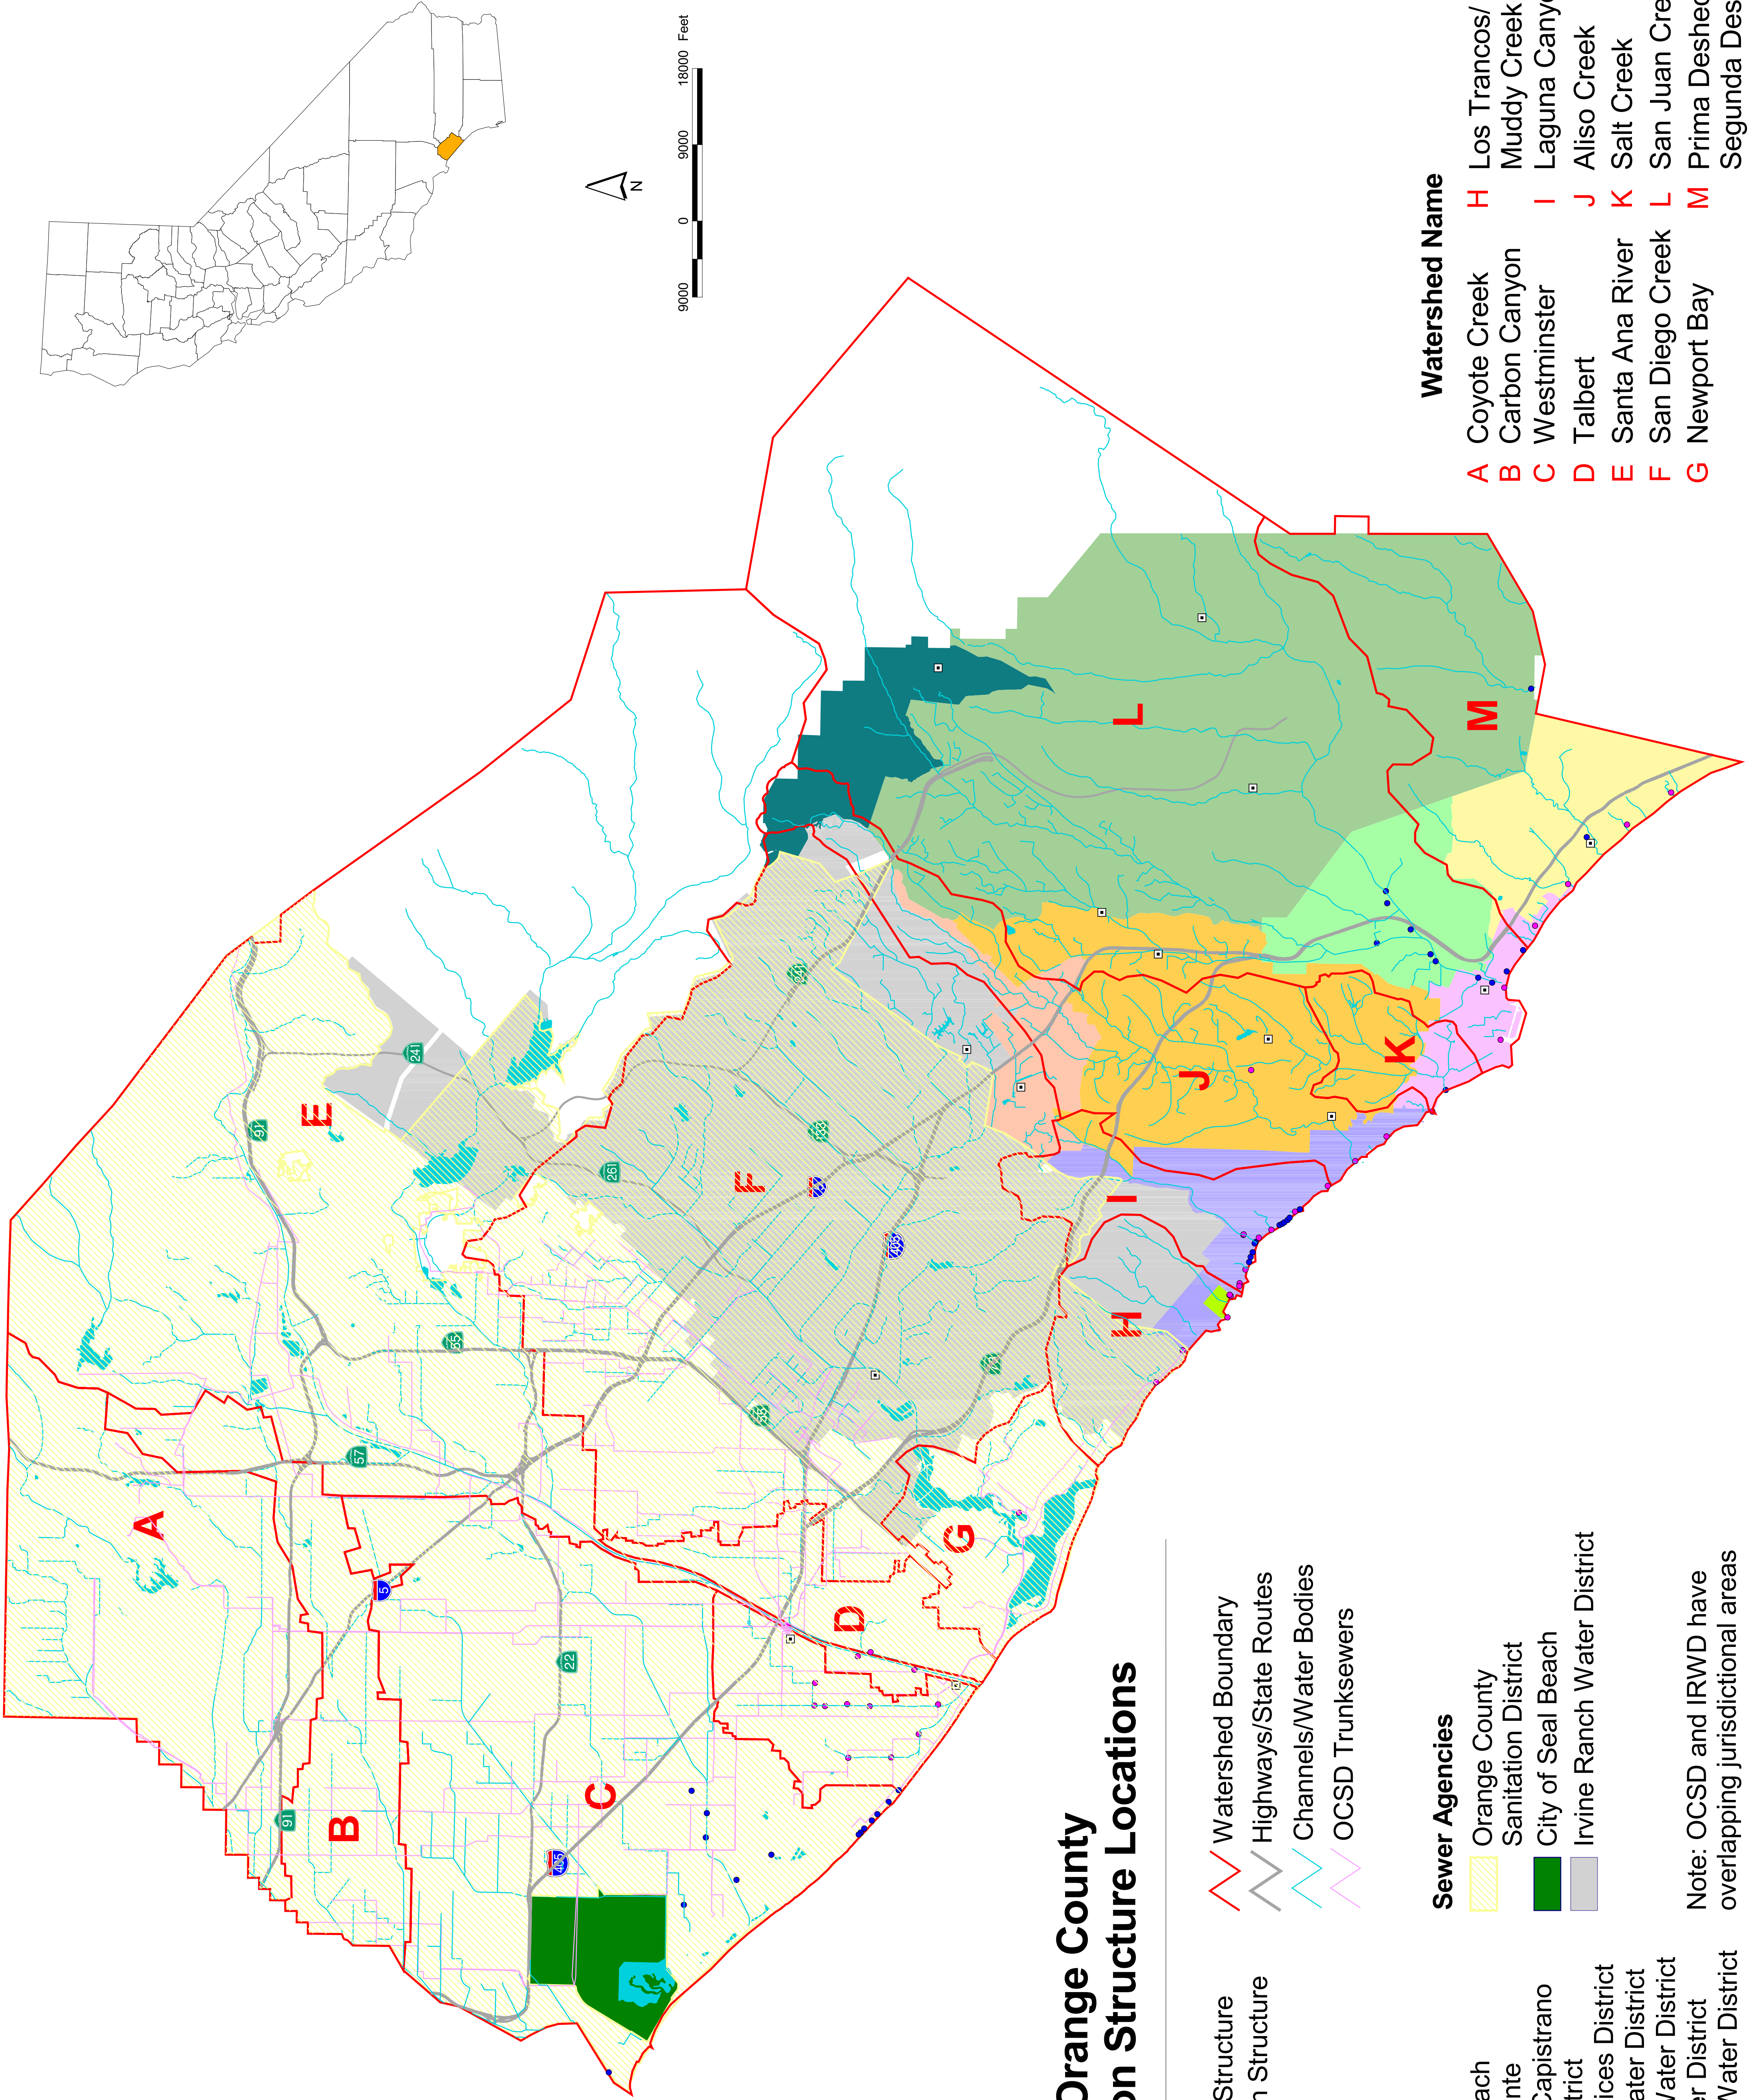 18000 Feet
9000
0
9000
N
Orange County
on Structure Locations
Structure
n Structure
Watershed Boundary
Highways/State Routes
Channels/Water Bodies
OCSD Trunksewers
Sewer Agencies
Orange County
Sanitation District
City of Seal Beach
Irvine Ranch Water District
Note: OCSD and IRWD have
overlapping jurisdictional areas
ach
nte
Capistrano
trict
ices District
ater District
Water District
er District
Water District
Watershed Name
A Coyote Creek
B Carbon Canyon
C Westminster
D Talbert
E Santa Ana River
F San Diego Creek
G Newport Bay
H Los Trancos/
Muddy Creek
I Laguna Canyo
J Aliso Creek
K Salt Creek
L San Juan Cre
M Prima Deshec
Segunda Des
A
B
C
D
E
F
G
H
I
J
K
L
M
91
91
57
55
55
5
5
22
405
405
241
241
261
133